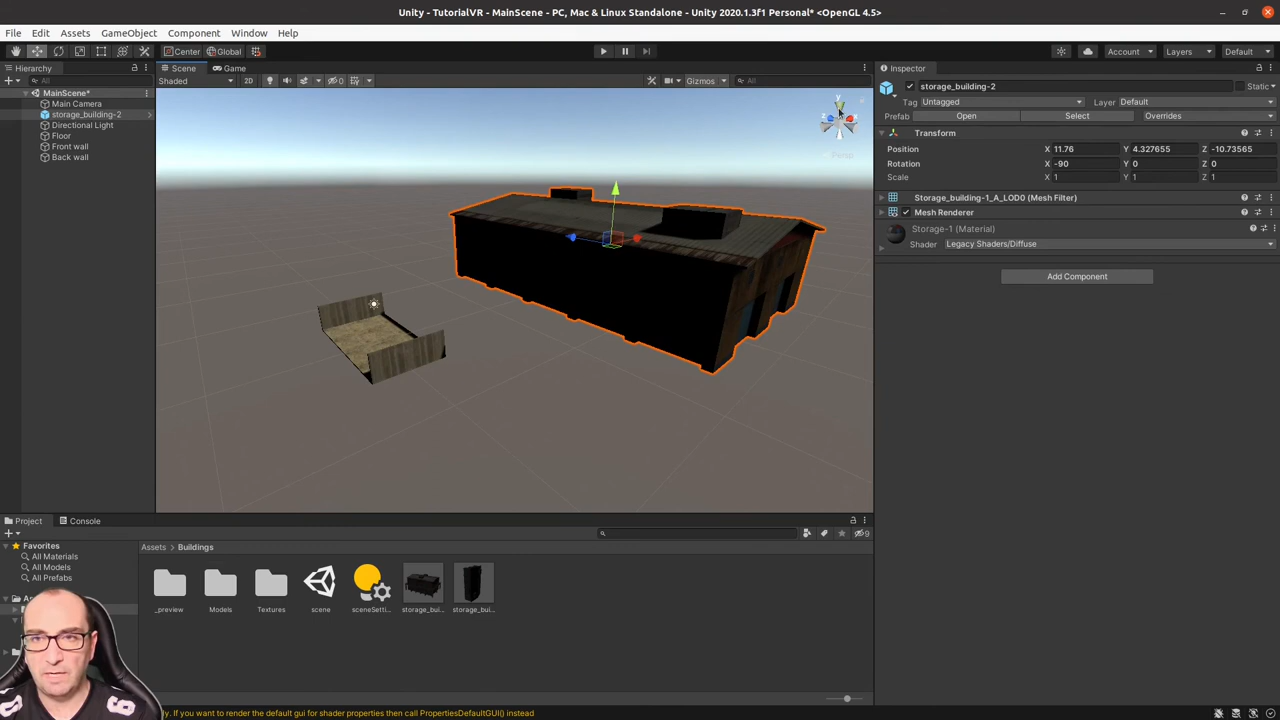 Unity - TutorialVR - MainScene - PC, Mac & Linux Standalone - Unity 2020.1.3f1 Personal* <OpenGL 4.5>
File Edit Assets GameObject Component Window Help
Center Global Account Layers Default
Hierarchy
All
MainScene*
Main Camera
storage_building-2
Directional Light
Floor
Front wall
Back wall
Scene Game
Shaded 2D 0 Gizmos All
y
z x
Persp
Inspector
storage_building-2 Static
Tag Untagged Layer Default
Prefab Open Select Overrides
Transform
Position X 11.76 Y 4.327655 Z -10.73565
Rotation X -90 Y 0 Z 0
Scale X 1 Y 1 Z 1
Storage_building-1_A_LOD0 (Mesh Filter)
Mesh Renderer
Storage-1 (Material)
Shader Legacy Shaders/Diffuse
Add Component
Project Console
9
Favorites
All Materials
All Models
All Prefabs
Assets > Buildings
_preview Models Textures scene sceneSetti... storage_bui... storage_bui...
y. If you want to render the default gui for shader properties then call PropertiesDefaultGUI() instead